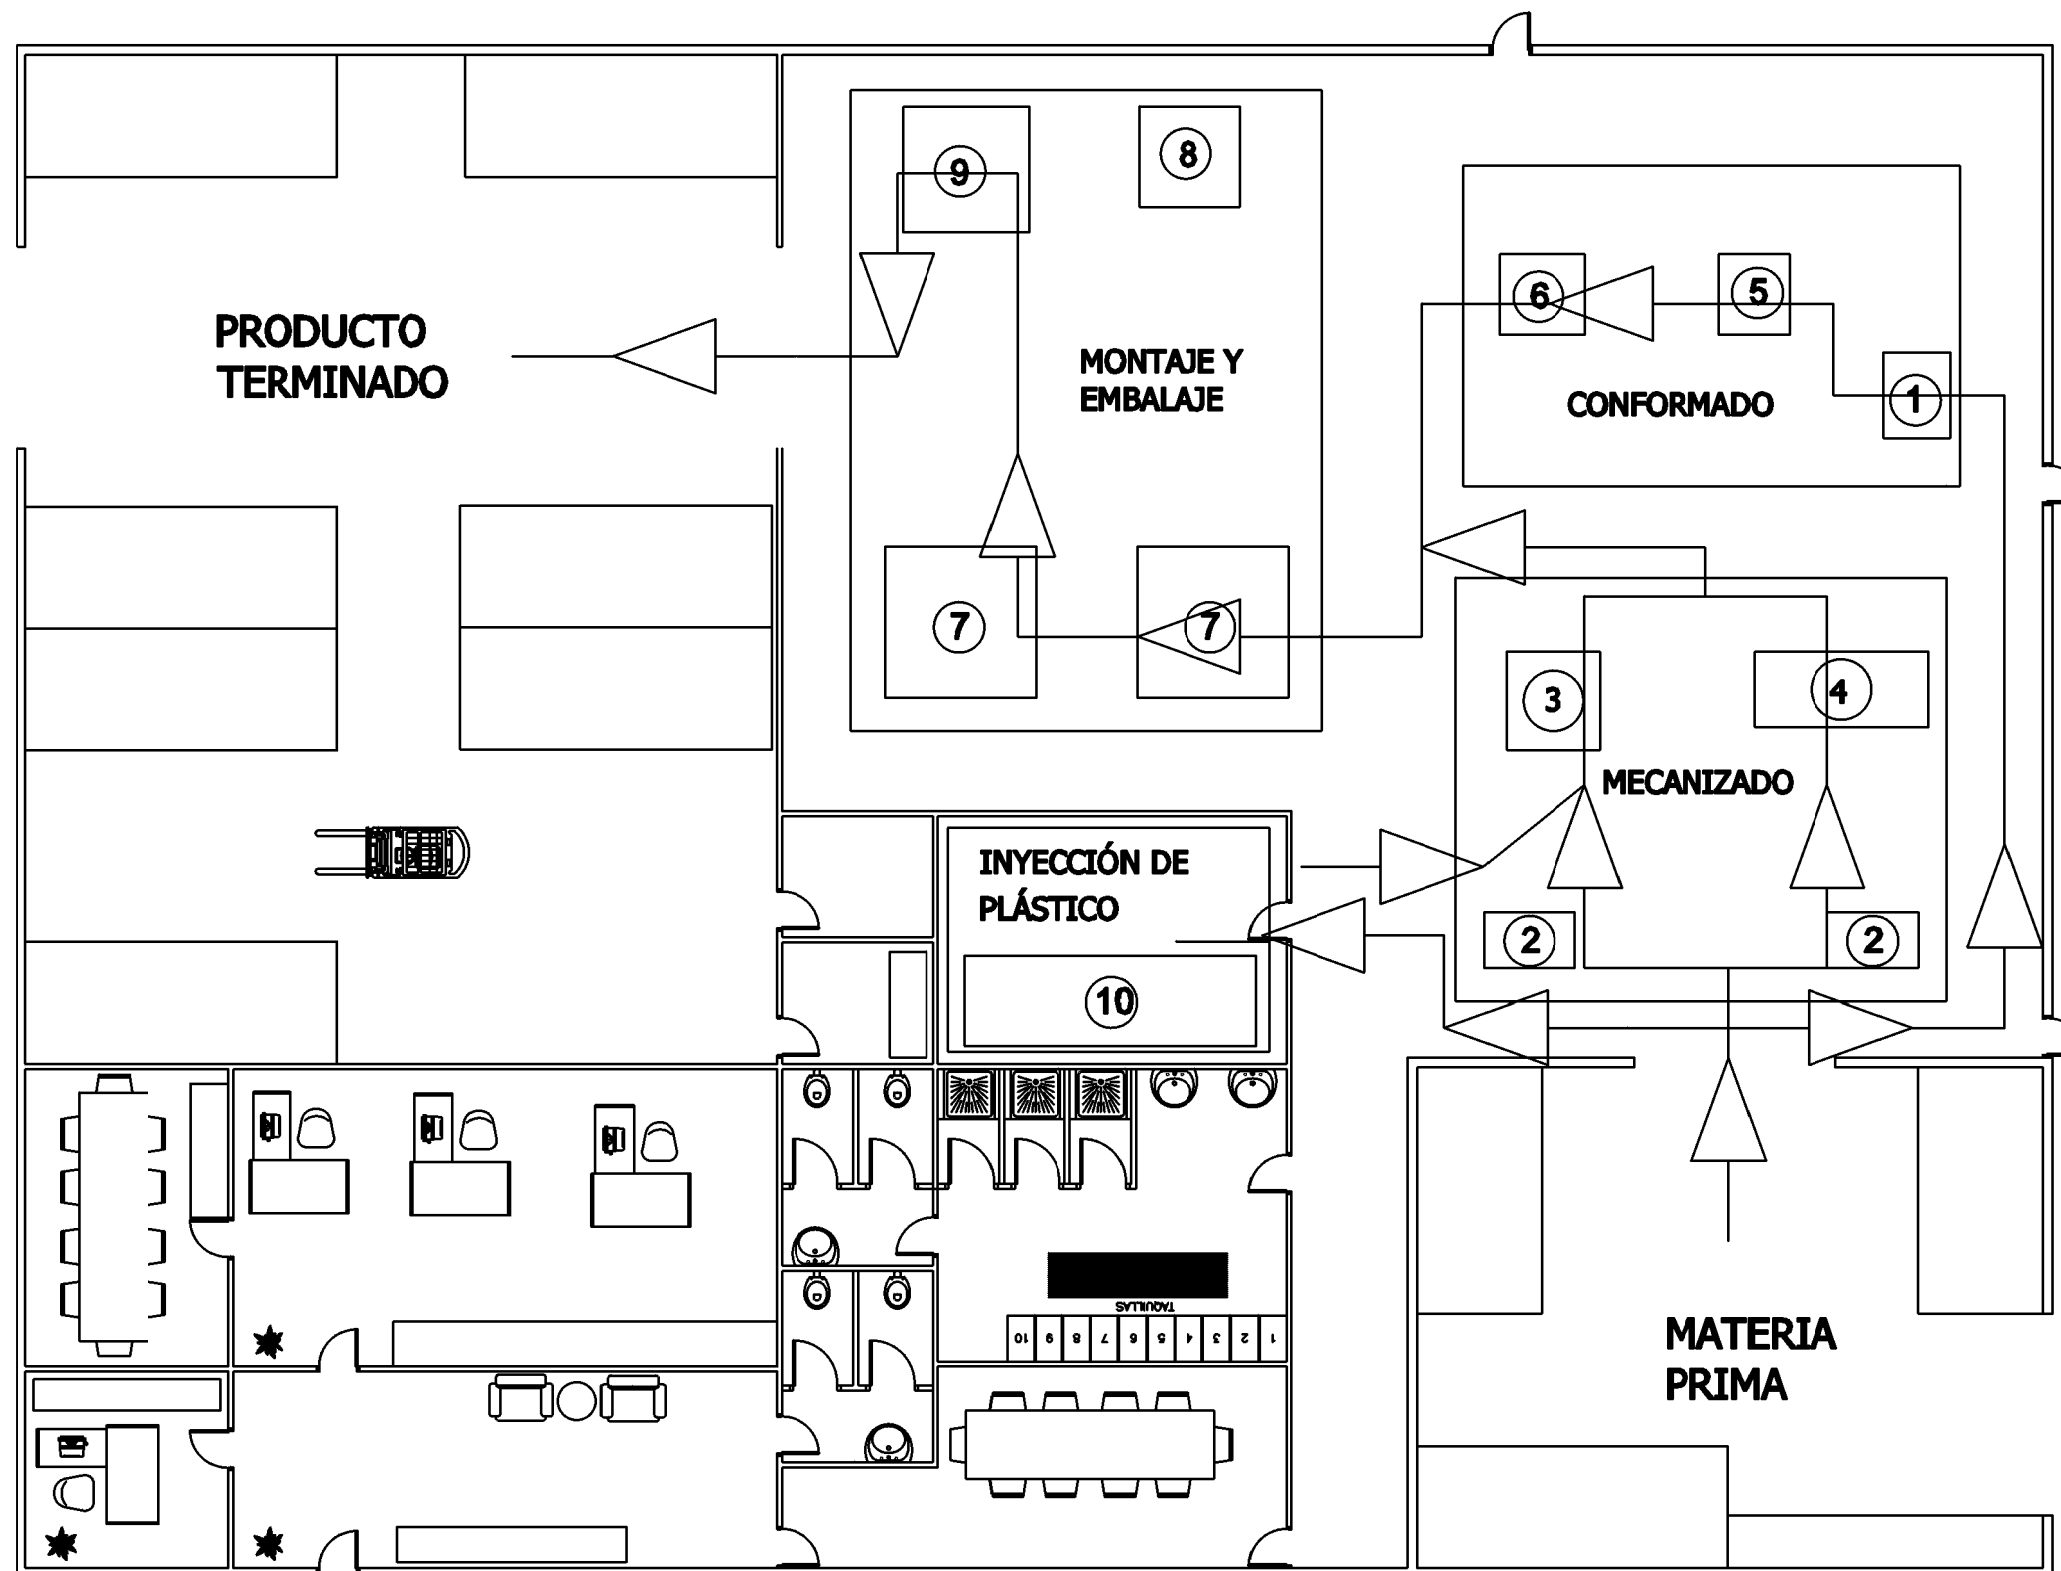 9
8
6
5
PRODUCTO
TERMINADO
MONTAJE Y
EMBALAJE
CONFORMADO
1
7
7
3
4
MECANIZADO
INYECCIÓN DE
PLÁSTICO
2
2
10
TAQUILLAS
10 9 8 7 6 5 4 3 2 1
MATERIA
PRIMA